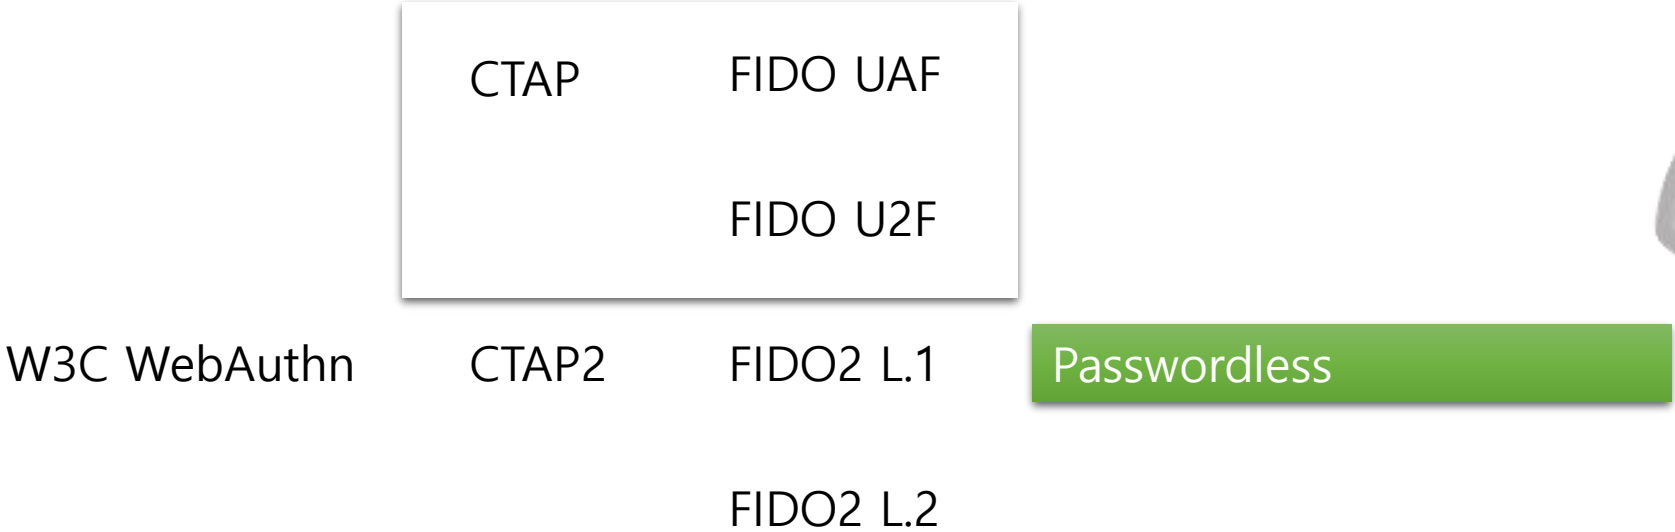 CTAP FIDO UAF
FIDO U2F
W3C WebAuthn CTAP2 FIDO2 L.1 Passwordless
FIDO2 L.2